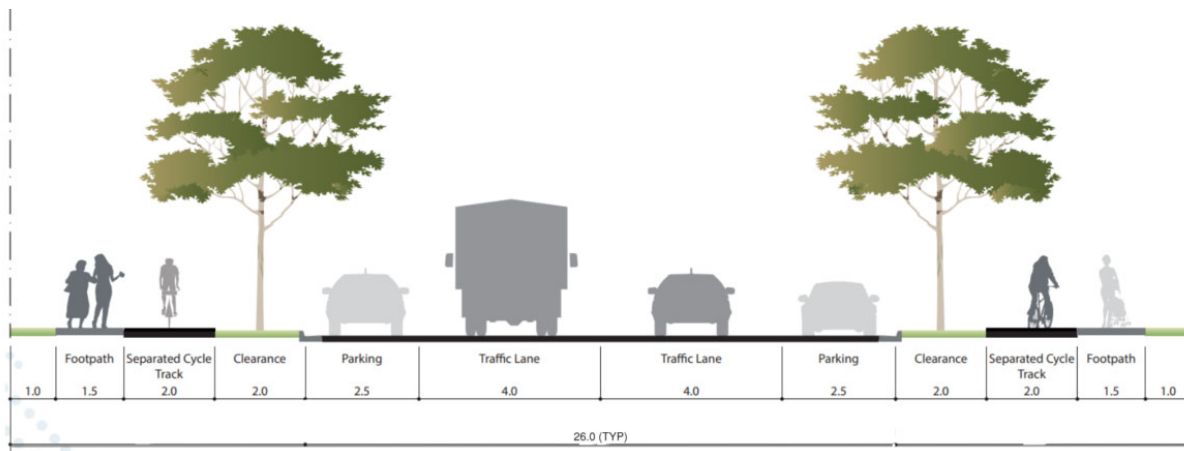 Footpath Separated Cycle Clearance Parking Traffic Lane Traffic Lane Parking Clearance Separated Cycle Footpath
Track Track
1.0 1.5 2.0 2.0 2.5 4.0 4.0 2.5 2.0 2.0 1.5 1.0
26.0 (TYP)